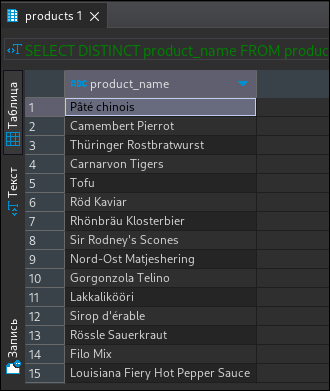 products 1
SELECT DISTINCT product_name FROM produc
Таблица
Текст
Запись
ABC product_name
1 Pâté chinois
2 Camembert Pierrot
3 Thüringer Rostbratwurst
4 Carnarvon Tigers
5 Tofu
6 Röd Kaviar
7 Rhönbräu Klosterbier
8 Sir Rodney's Scones
9 Nord-Ost Matjeshering
10 Gorgonzola Telino
11 Lakkalikööri
12 Sirop d'érable
13 Rössle Sauerkraut
14 Filo Mix
15 Louisiana Fiery Hot Pepper Sauce